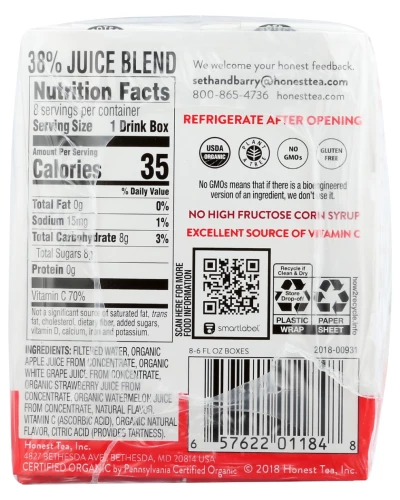 38% JUICE BLEND
Nutrition Facts
8 servings per container
Serving Size 1 Drink Box
Amount Per Serving
Calories 35
% Daily Value
Total Fat 0g 0%
Sodium 15mg 1%
Total Carbohydrate 8g 3%
Total Sugars 8g
Protein 0g
Vitamin C 70%
Not a significant source of saturated fat, trans
fat, cholesterol, dietary fiber, added sugars,
vitamin D, calcium, iron and potassium.
INGREDIENTS: FILTERED WATER, ORGANIC
APPLE JUICE FROM CONCENTRATE, ORGANIC
WHITE GRAPE JUICE FROM CONCENTRATE,
ORGANIC STRAWBERRY JUICE FROM
CONCENTRATE, ORGANIC WATERMELON JUICE
FROM CONCENTRATE, NATURAL FLAVOR,
VITAMIN C (ASCORBIC ACID), ORGANIC NATURAL
FLAVOR, CITRIC ACID (PROVIDES TARTNESS).
Honest Tea, Inc.
4827 BETHESDA AVE, BETHESDA, MD 20814 USA
CERTIFIED ORGANIC by Pennsylvania Certified Organic
We welcome your honest feedback.
sethandbarry@honesttea.com
800-865-4736 honesttea.com
REFRIGERATE AFTER OPENING
USDA
ORGANIC
NO
GMOs
GLUTEN
FREE
No GMOs means that if there is a bioengineered
version of an ingredient, we don't use it.
NO HIGH FRUCTOSE CORN SYRUP
EXCELLENT SOURCE OF VITAMIN C
SCAN HERE FOR MORE
FOOD INFORMATION
smartlabel
Recycle if
Clean & Dry
Store
Drop-off
PLASTIC
WRAP
PAPER
SHEET
how2recycle.info
8-6 FL OZ BOXES 2018-00931
6 57622 01184 8
© 2018 Honest Tea, Inc.